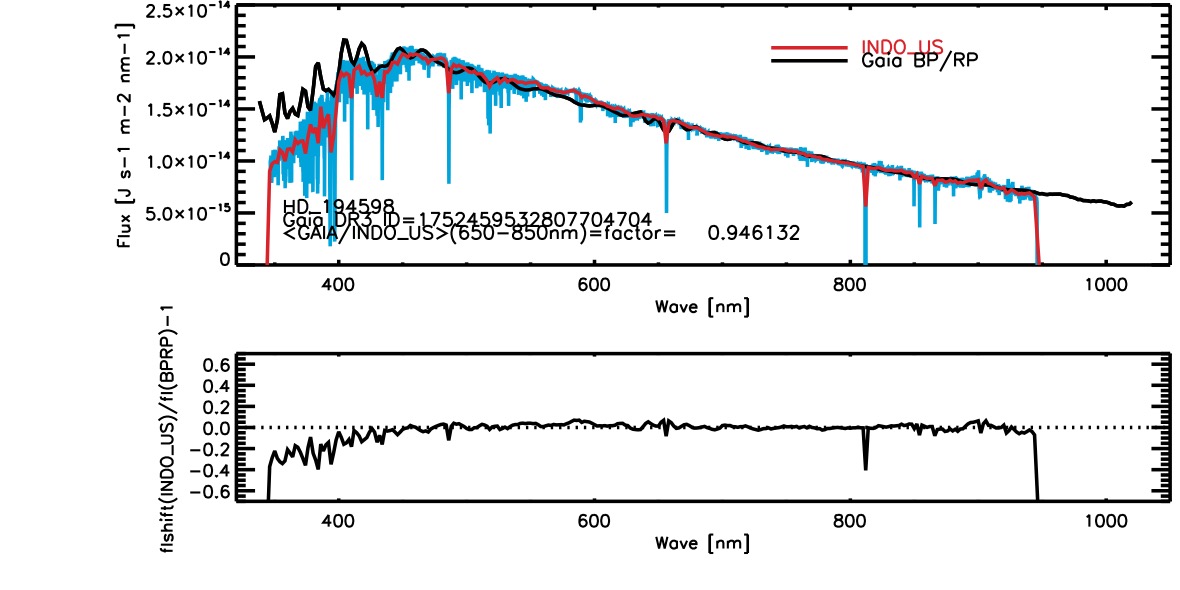 2.5×10⁻¹⁴
2.0×10⁻¹⁴
1.5×10⁻¹⁴
1.0×10⁻¹⁴
5.0×10⁻¹⁵
0
Flux [J s-1 m-2 nm-1]
INDO_US
Gaia BP/RP
HD_194598
Gaia DR3 ID=1752459532807704704
<GAIA/INDO_US>(650-850nm)=factor= 0.946132
400 600 800 1000
Wave [nm]
0.6
0.4
0.2
0.0
-0.2
-0.4
-0.6
flshift(INDO_US)/fl(BPRP)-1
400 600 800 1000
Wave [nm]